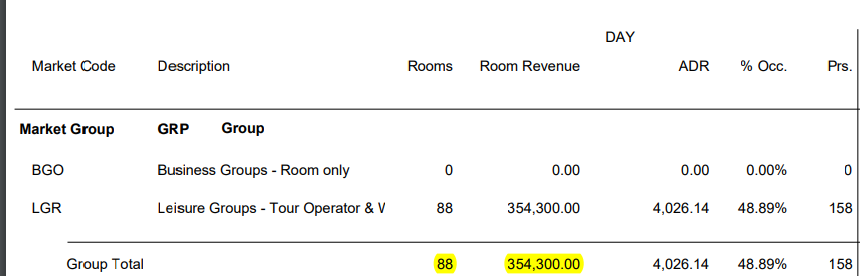 DAY
Market Code Description Rooms Room Revenue ADR % Occ. Prs.
Market Group GRP Group
BGO Business Groups - Room only 0 0.00 0.00 0.00% 0
LGR Leisure Groups - Tour Operator & 88 354,300.00 4,026.14 48.89% 158
Group Total 88 354,300.00 4,026.14 48.89% 158